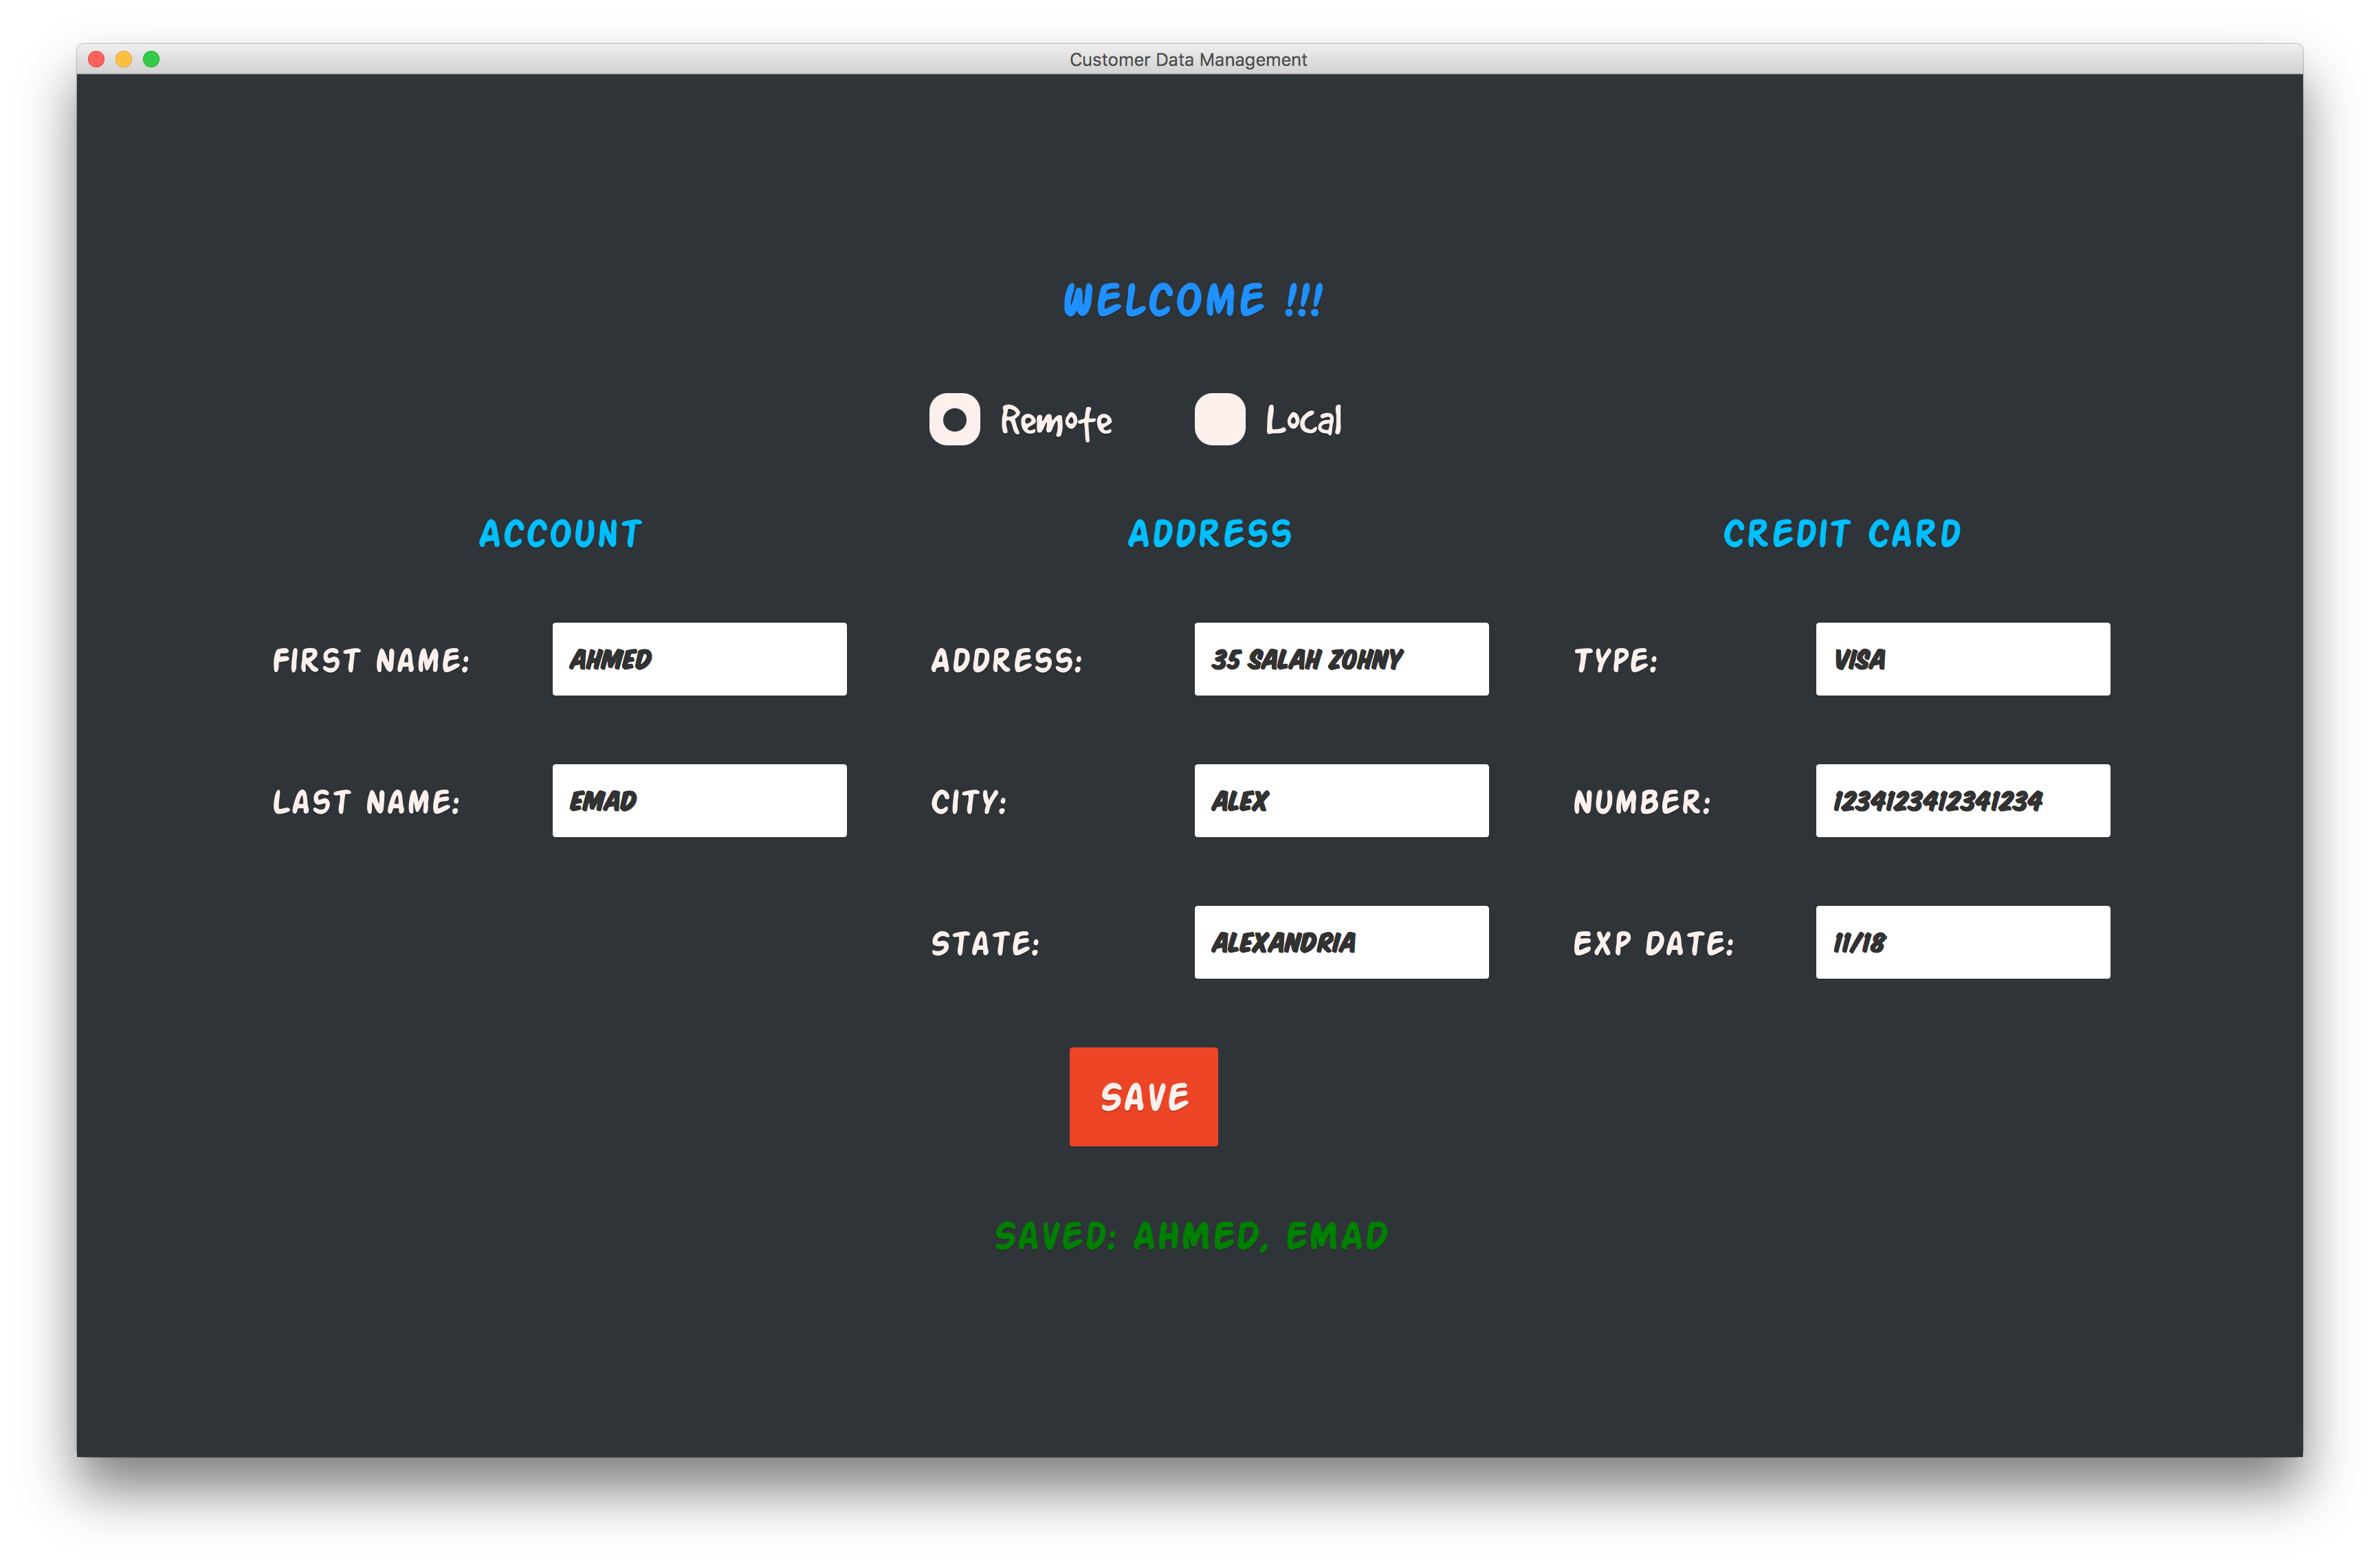 Customer Data Management
WELCOME !!!
Remote Local
ACCOUNT ADDRESS CREDIT CARD
FIRST NAME: AHMED ADDRESS: 35 SALAH ZOHNY TYPE: VISA
LAST NAME: EMAD CITY: ALEX NUMBER: 1234123412341234
STATE: ALEXANDRIA EXP DATE: 11/18
SAVE
SAVED: AHMED, EMAD